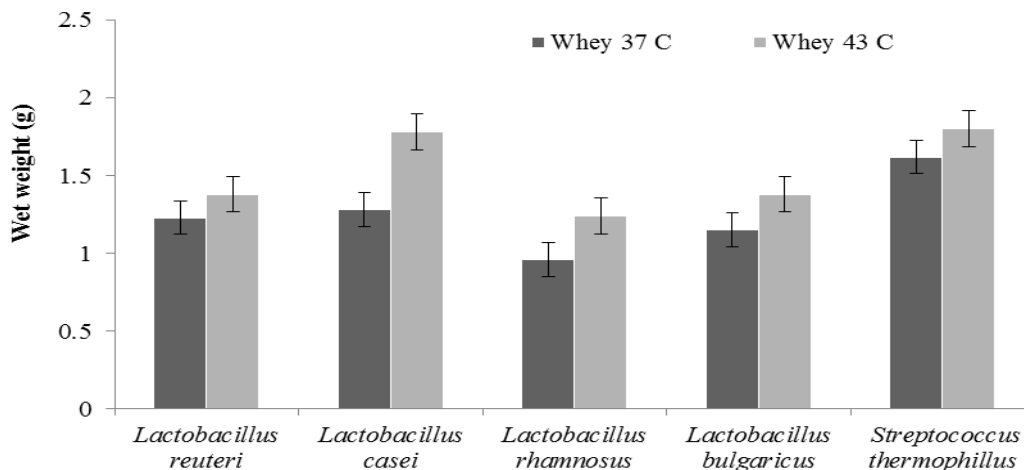 2.5
Whey 37 C
Whey 43 C
2
1.5
1
0.5
0
Wet weight (g)
Lactobacillus
reuteri
Lactobacillus
casei
Lactobacillus
rhamnosus
Lactobacillus
bulgaricus
Streptococcus
thermophillus